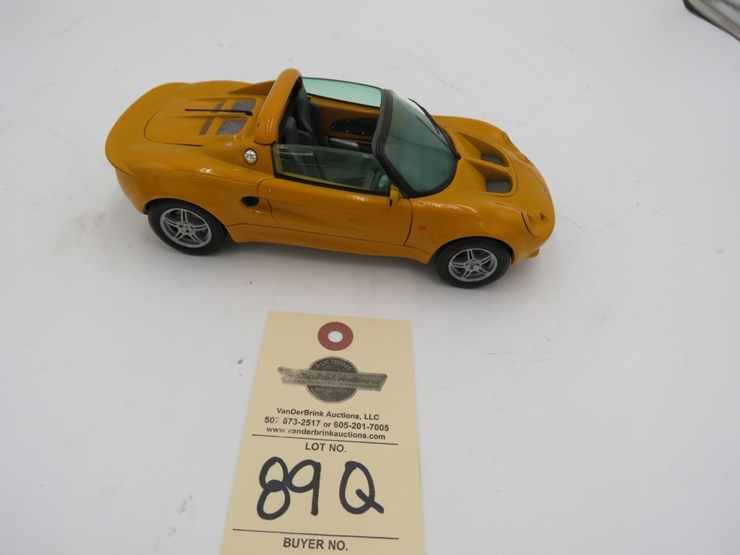 VanDerBrink Auctions, LLC
507 673-2517 or 605-201-7005
www.vanderbrinkauctions.com
LOT NO.
89Q
BUYER NO.